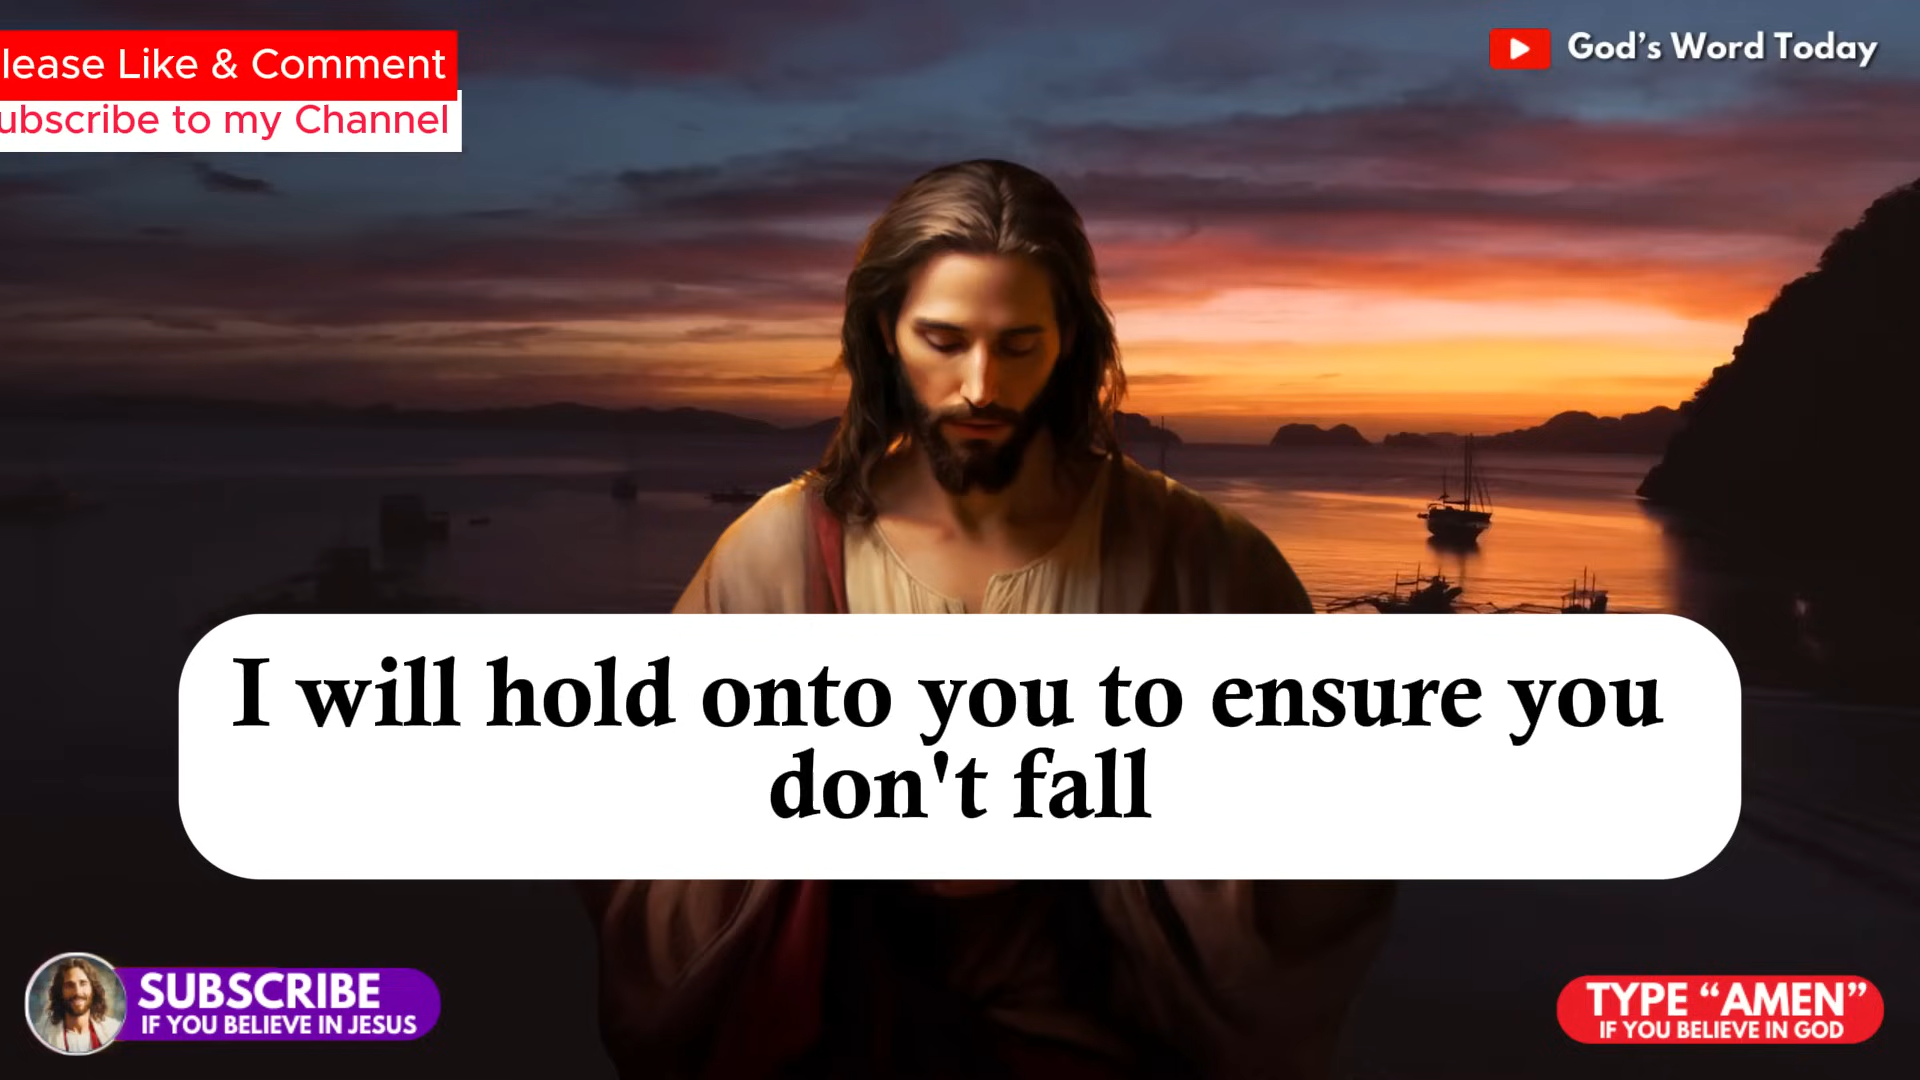 lease Like & Comment
ubscribe to my Channel
God’s Word Today
I will hold onto you to ensure you
don't fall
SUBSCRIBE
IF YOU BELIEVE IN JESUS
TYPE “AMEN”
IF YOU BELIEVE IN GOD